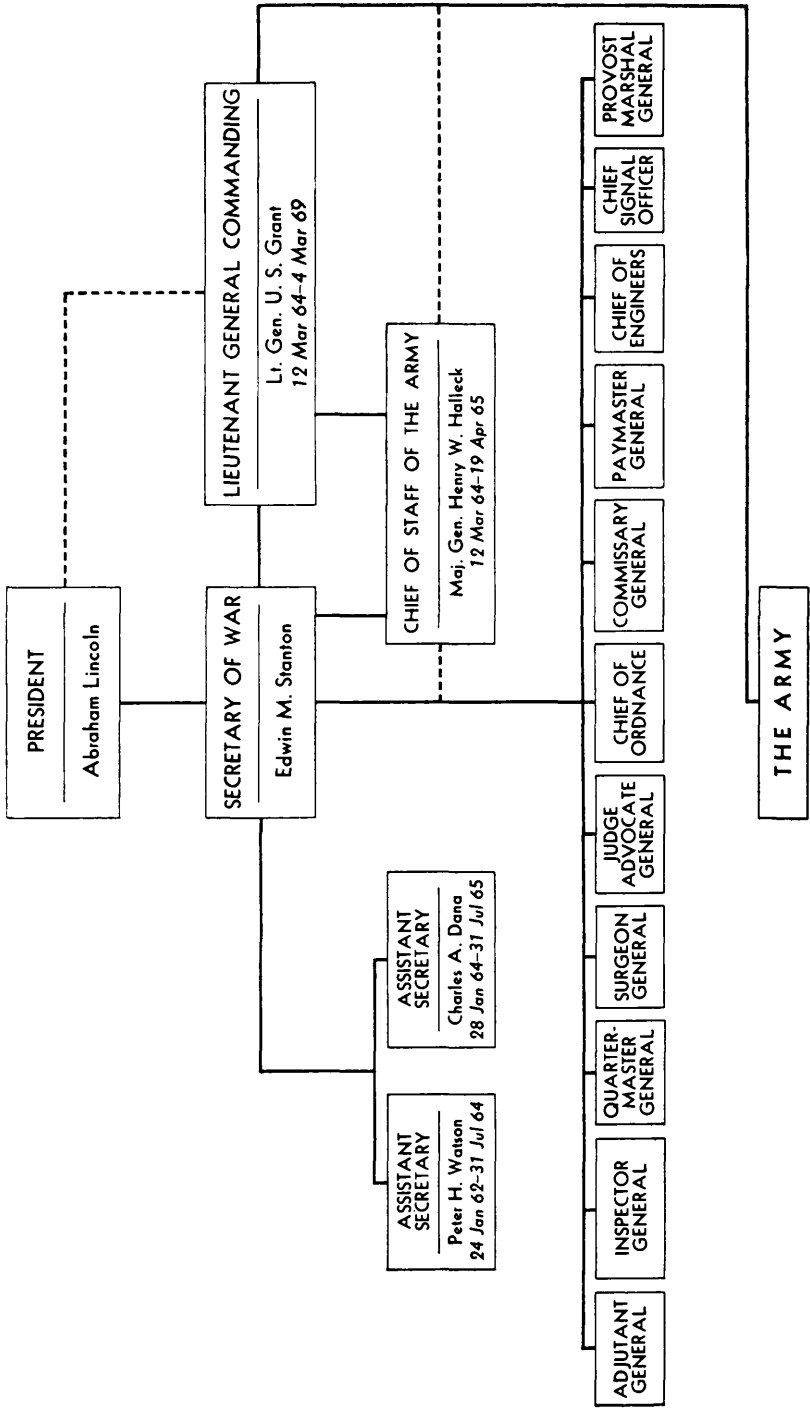 PRESIDENT
Abraham Lincoln
SECRETARY OF WAR
Edwin M. Stanton
LIEUTENANT GENERAL COMMANDING
Lt. Gen. U. S. Grant
12 Mar 64–4 Mar 69
ASSISTANT
SECRETARY
Peter H. Watson
24 Jan 62–31 Jul 64
ASSISTANT
SECRETARY
Charles A. Dana
28 Jan 64–31 Jul 65
CHIEF OF STAFF OF THE ARMY
Maj. Gen. Henry W. Halleck
12 Mar 64–19 Apr 65
ADJUTANT
GENERAL
INSPECTOR
GENERAL
QUARTER-
MASTER
GENERAL
SURGEON
GENERAL
JUDGE
ADVOCATE
GENERAL
CHIEF OF
ORDNANCE
COMMISSARY
GENERAL
PAYMASTER
GENERAL
CHIEF OF
ENGINEERS
CHIEF
SIGNAL
OFFICER
PROVOST
MARSHAL
GENERAL
THE ARMY